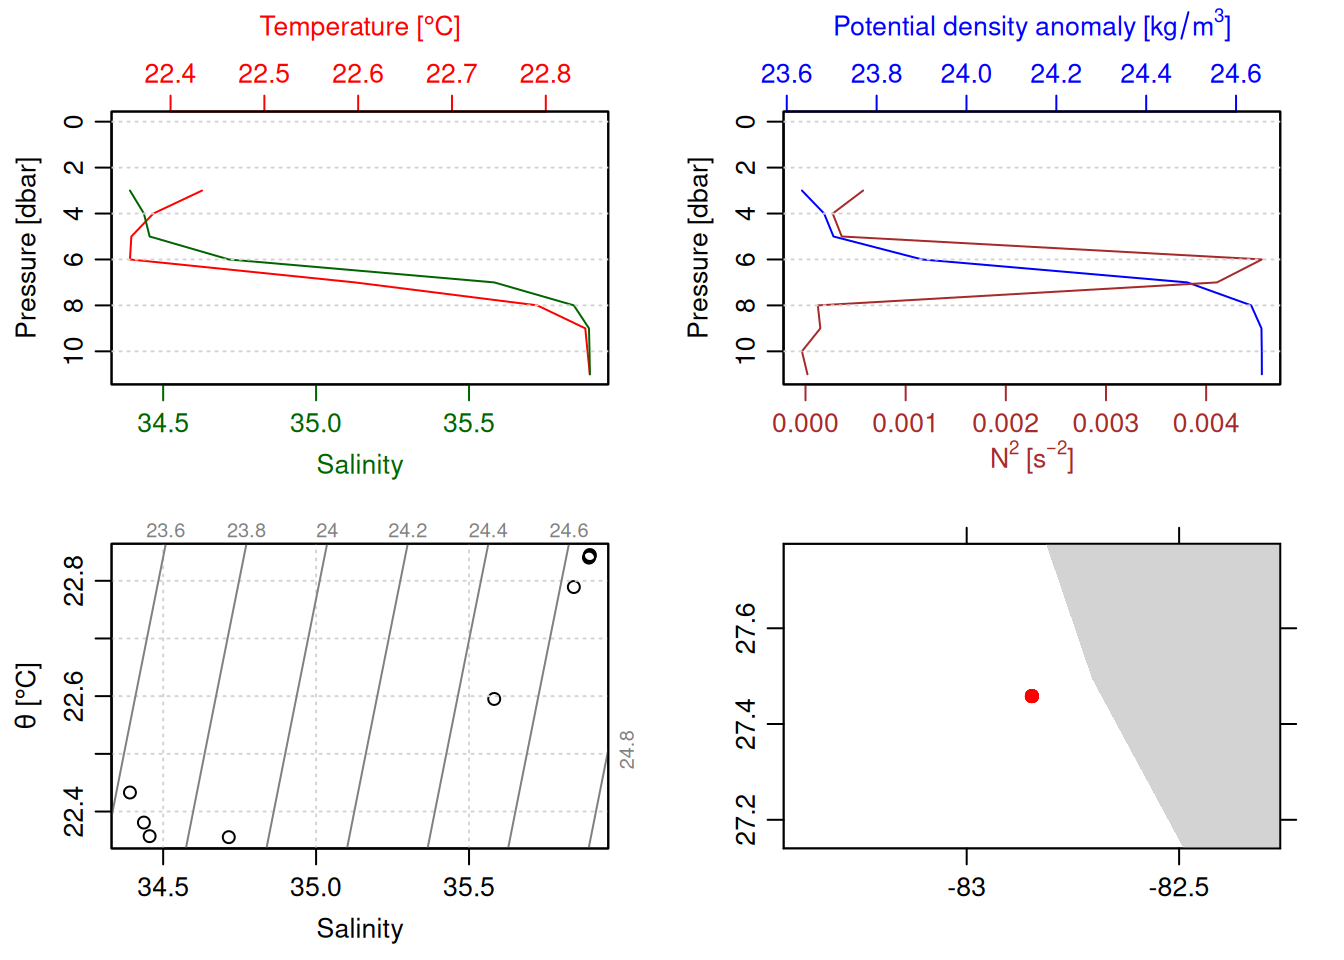 Temperature [°C]
22.4 22.5 22.6 22.7 22.8
Pressure [dbar]
0 2 4 6 8 10
34.5 35.0 35.5
Salinity
Potential density anomaly [kg/m³]
23.6 23.8 24.0 24.2 24.4 24.6
Pressure [dbar]
0 2 4 6 8 10
0.000 0.001 0.002 0.003 0.004
N² [s⁻²]
23.6 23.8 24 24.2 24.4 24.6
24.8
θ [°C]
22.4 22.6 22.8
34.5 35.0 35.5
Salinity
27.2 27.4 27.6
-83 -82.5